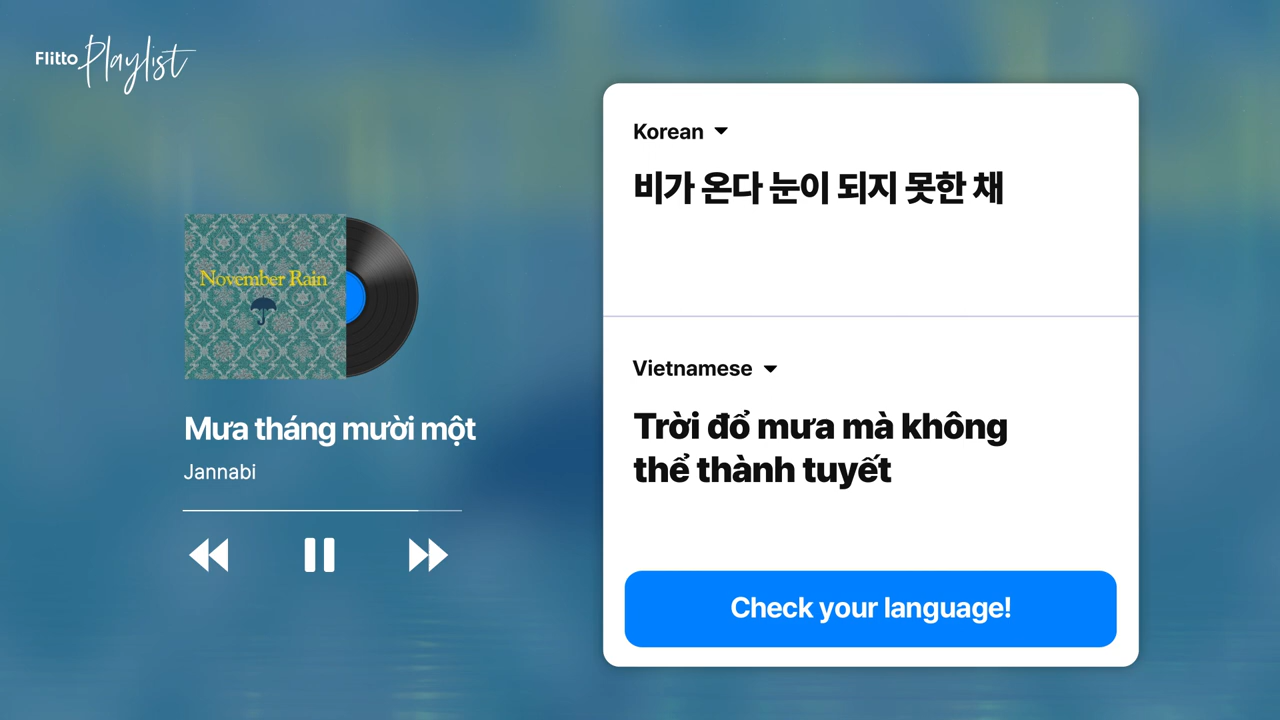 Flitto Playlist
November Rain
Mưa tháng mười một
Jannabi
Korean
비가 온다 눈이 되지 못한 채
Vietnamese
Trời đổ mưa mà không
thể thành tuyết
Check your language!